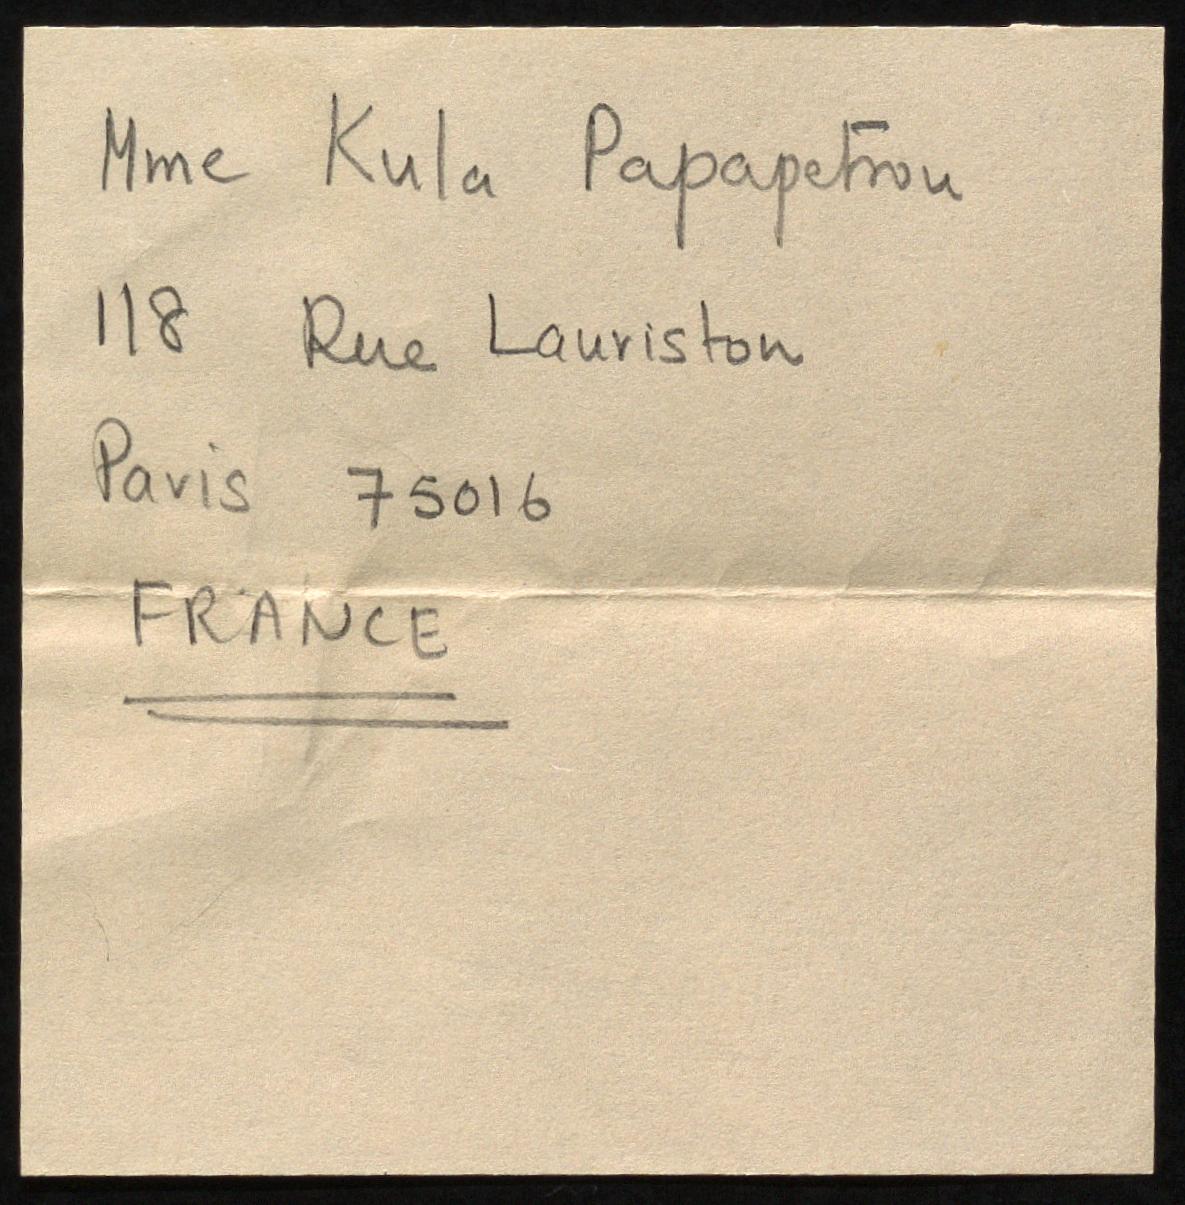 Mme Kula Papapetrou
118 Rue Lauriston
Paris 75016
FRANCE